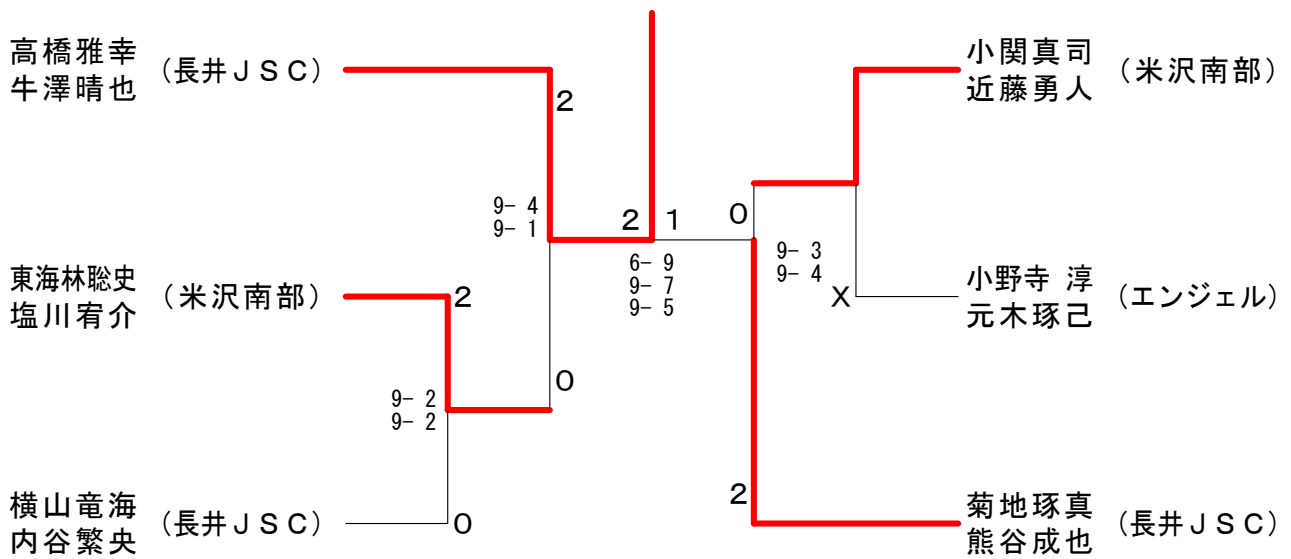 高橋雅幸
牛澤晴也
(長井ＪＳＣ)
2
9- 4
9- 1
東海林聡史
塩川宥介
(米沢南部)
2
9- 2
9- 2
0
横山竜海
内谷繁央
(長井ＪＳＣ)
0
2
1
6- 9
9- 7
9- 5
小関真司
近藤勇人
(米沢南部)
0
9- 3
9- 4
X
小野寺 淳
元木琢己
(エンジェル)
2
菊地琢真
熊谷成也
(長井ＪＳＣ)